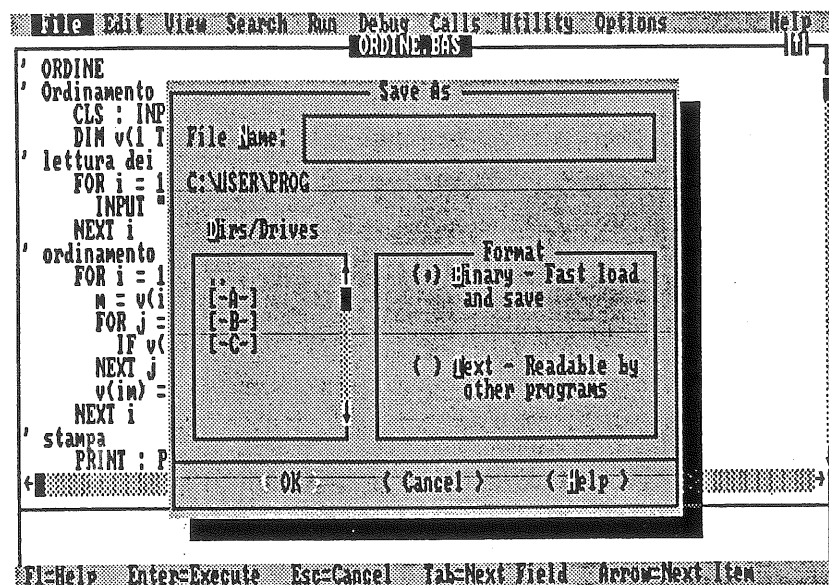 File Edit View Search Run Debug Calls Utility Options Help
ORDINE.BAS
' ORDINE
' Ordinamento
CLS : INP
DIM v(1 T
' lettura dei
FOR i = 1
INPUT "
NEXT i
' ordinamento
FOR i = 1
m = v(i
FOR j =
IF v(
NEXT j
v(im) =
NEXT i
' stampa
PRINT : P
Save As
File Name:
C:\USER\PROG
Dirs/Drives
..
[-A-]
[-B-]
[-C-]
Format
(•) Binary - Fast load
and save
( ) Text - Readable by
other programs
< OK >
< Cancel >
< Help >
F1=Help Enter=Execute Esc=Cancel Tab=Next Field Arrow=Next Item